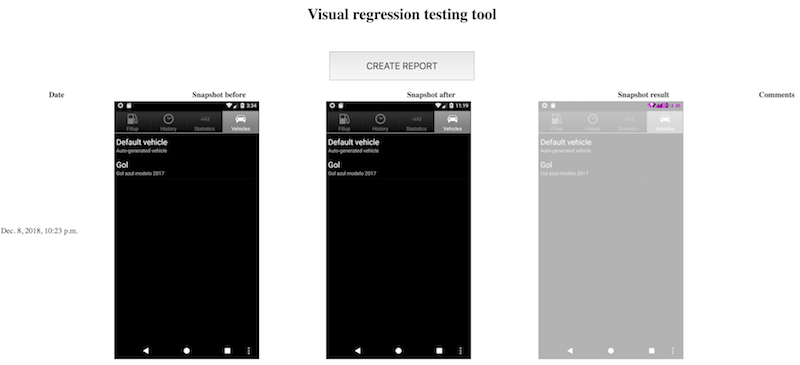 Visual regression testing tool
CREATE REPORT
Date Snapshot before Snapshot after Snapshot result Comments
3:34
Fillup History Statistics Vehicles
Default vehicle
Auto-generated vehicle
Gol
Gol azul modelo 2017
11:19
Fillup History Statistics Vehicles
Default vehicle
Auto-generated vehicle
Gol
Gol azul modelo 2017
Fillup History Statistics Vehicles
Default vehicle
Auto-generated vehicle
Gol
Gol azul modelo 2017
Dec. 8, 2018, 10:23 p.m.